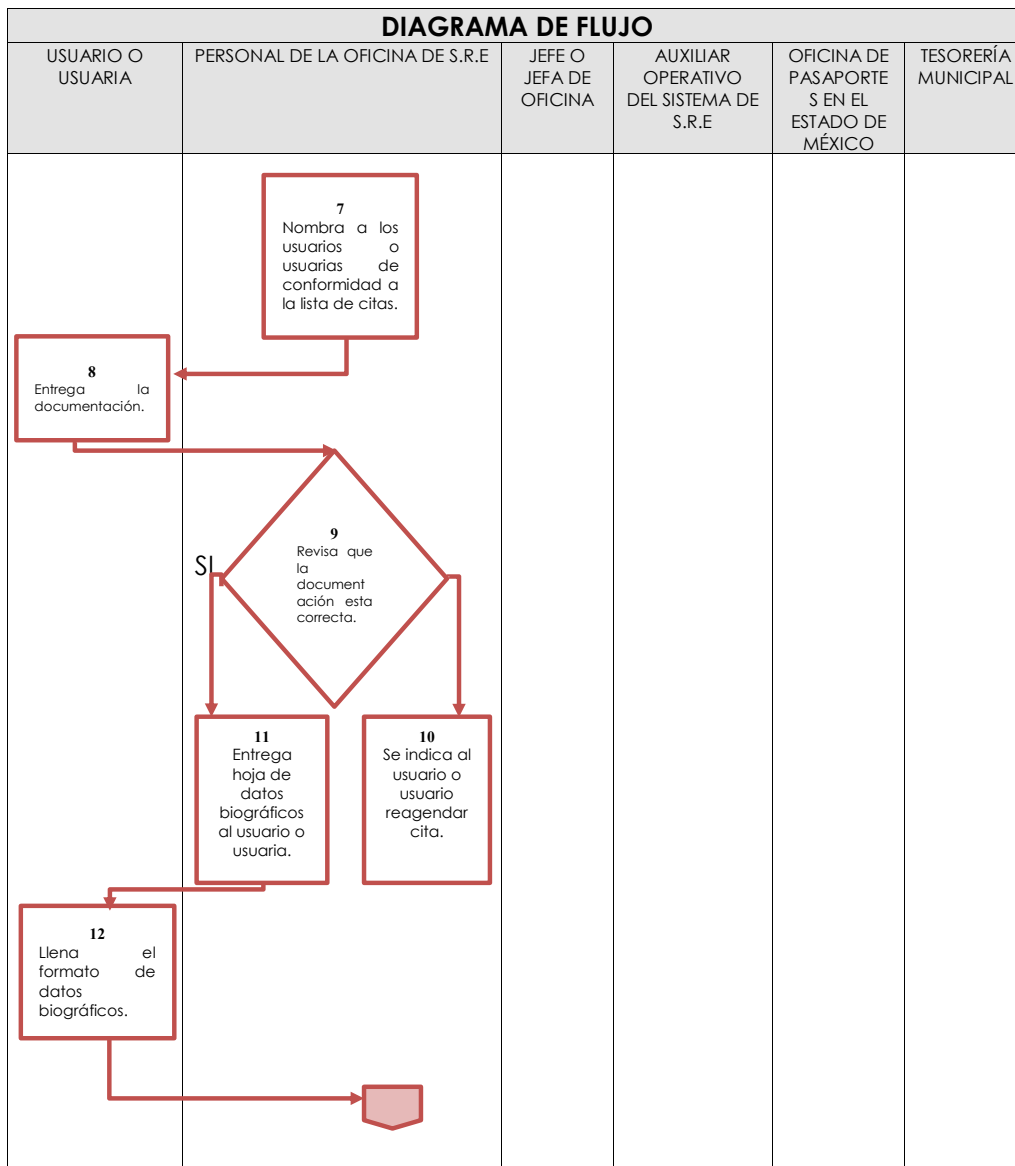 DIAGRAMA DE FLUJO
USUARIO O
USUARIA
PERSONAL DE LA OFICINA DE S.R.E
JEFE O
JEFA DE
OFICINA
AUXILIAR
OPERATIVO
DEL SISTEMA DE
S.R.E
OFICINA DE
PASAPORTE
S EN EL
ESTADO DE
MÉXICO
TESORERÍA
MUNICIPAL
7
Nombra a los
usuarios o
usuarias de
conformidad a
la lista de citas.
8
Entrega la
documentación.
9
Revisa que
la
document
ación esta
correcta.
SI
11
Entrega
hoja de
datos
biográficos
al usuario o
usuaria.
10
Se indica al
usuario o
usuario
reagendar
cita.
12
Llena el
formato de
datos
biográficos.